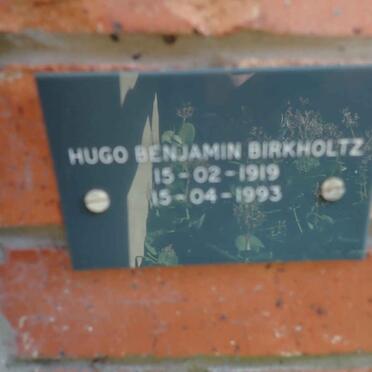 HUGO BENJAMIN BIRKHOLTZ
15-02-1919
15-04-1993